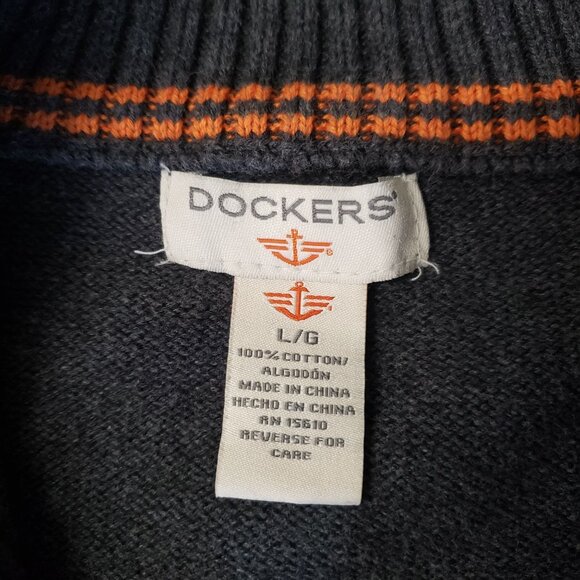 DOCKERS®
®
L/G
100% COTTON/
ALGODÓN
MADE IN CHINA
HECHO EN CHINA
RN 15610
REVERSE FOR
CARE